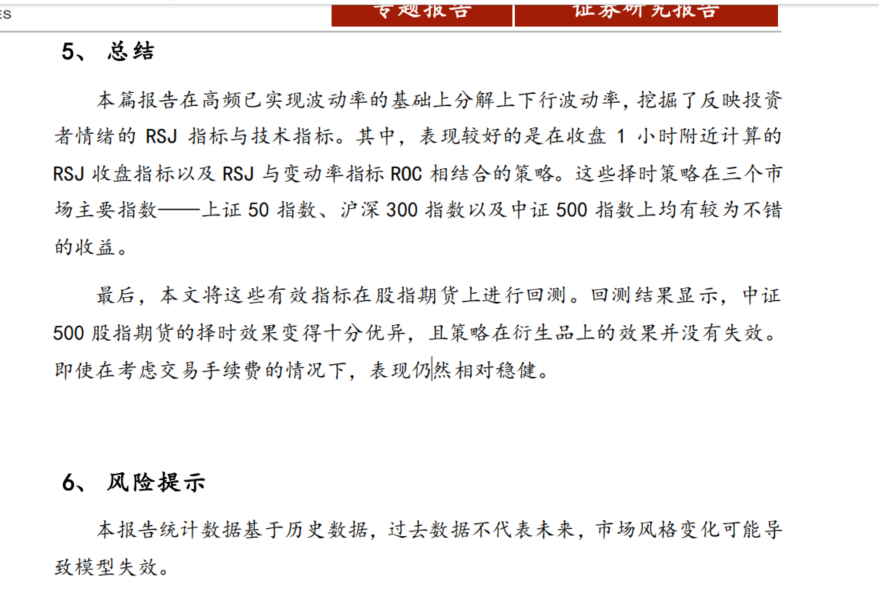 ES
专题报告 证券研究报告
5、 总结
本篇报告在高频已实现波动率的基础上分解上下行波动率，挖掘了反映投资
者情绪的 RSJ 指标与技术指标。其中，表现较好的是在收盘 1 小时附近计算的
RSJ 收盘指标以及 RSJ 与变动率指标 ROC 相结合的策略。这些择时策略在三个市
场主要指数——上证 50 指数、沪深 300 指数以及中证 500 指数上均有较为不错
的收益。
最后，本文将这些有效指标在股指期货上进行回测。回测结果显示，中证
500 股指期货的择时效果变得十分优异，且策略在衍生品上的效果并没有失效。
即使在考虑交易手续费的情况下，表现仍然相对稳健。
6、 风险提示
本报告统计数据基于历史数据，过去数据不代表未来，市场风格变化可能导
致模型失效。